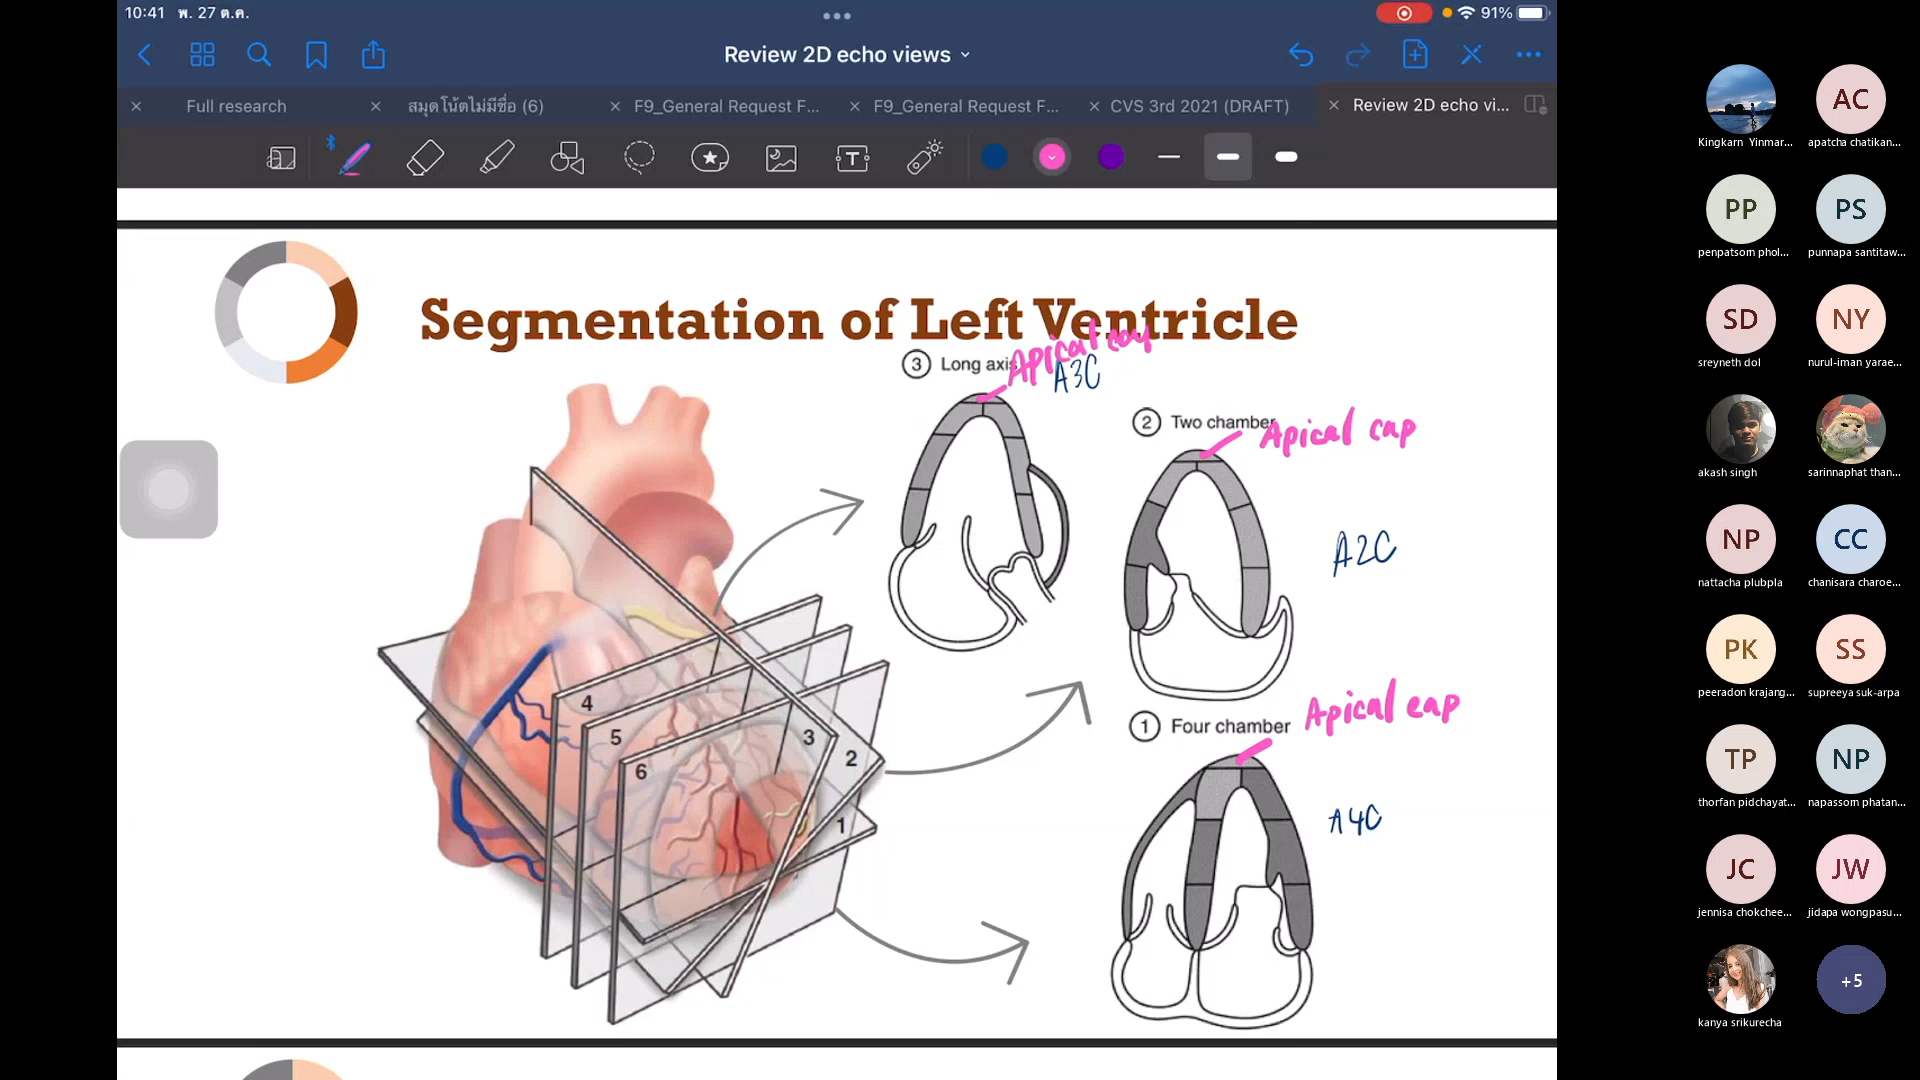 10:41 พ. 27 ต.ค.
91%
Review 2D echo views
Full research
สมุดโน้ตไม่มีชื่อ (6)
F9_General Request F...
F9_General Request F...
CVS 3rd 2021 (DRAFT)
Review 2D echo vi...
T
Segmentation of Left Ventricle
3 Long axis
Apical cap
A3C
2 Two chamber
Apical cap
A2C
1 Four chamber
Apical cap
A4C
4
5
6
3
2
1
Kingkarn Yinmar...
AC
apatcha chatikan...
PP
penpatsorn phol...
PS
punnapa santitaw...
SD
sreyneth dol
NY
nurul-iman yarae...
akash singh
sarinnaphat than...
NP
nattacha plubpla
CC
chanisara charoe...
PK
peeradon krajang...
SS
supreeya suk-arpa
TP
thorfan pidchayat...
NP
napassorn phatan...
JC
jennisa chokchee...
JW
jidapa wongpasu...
kanya srikurecha
+5